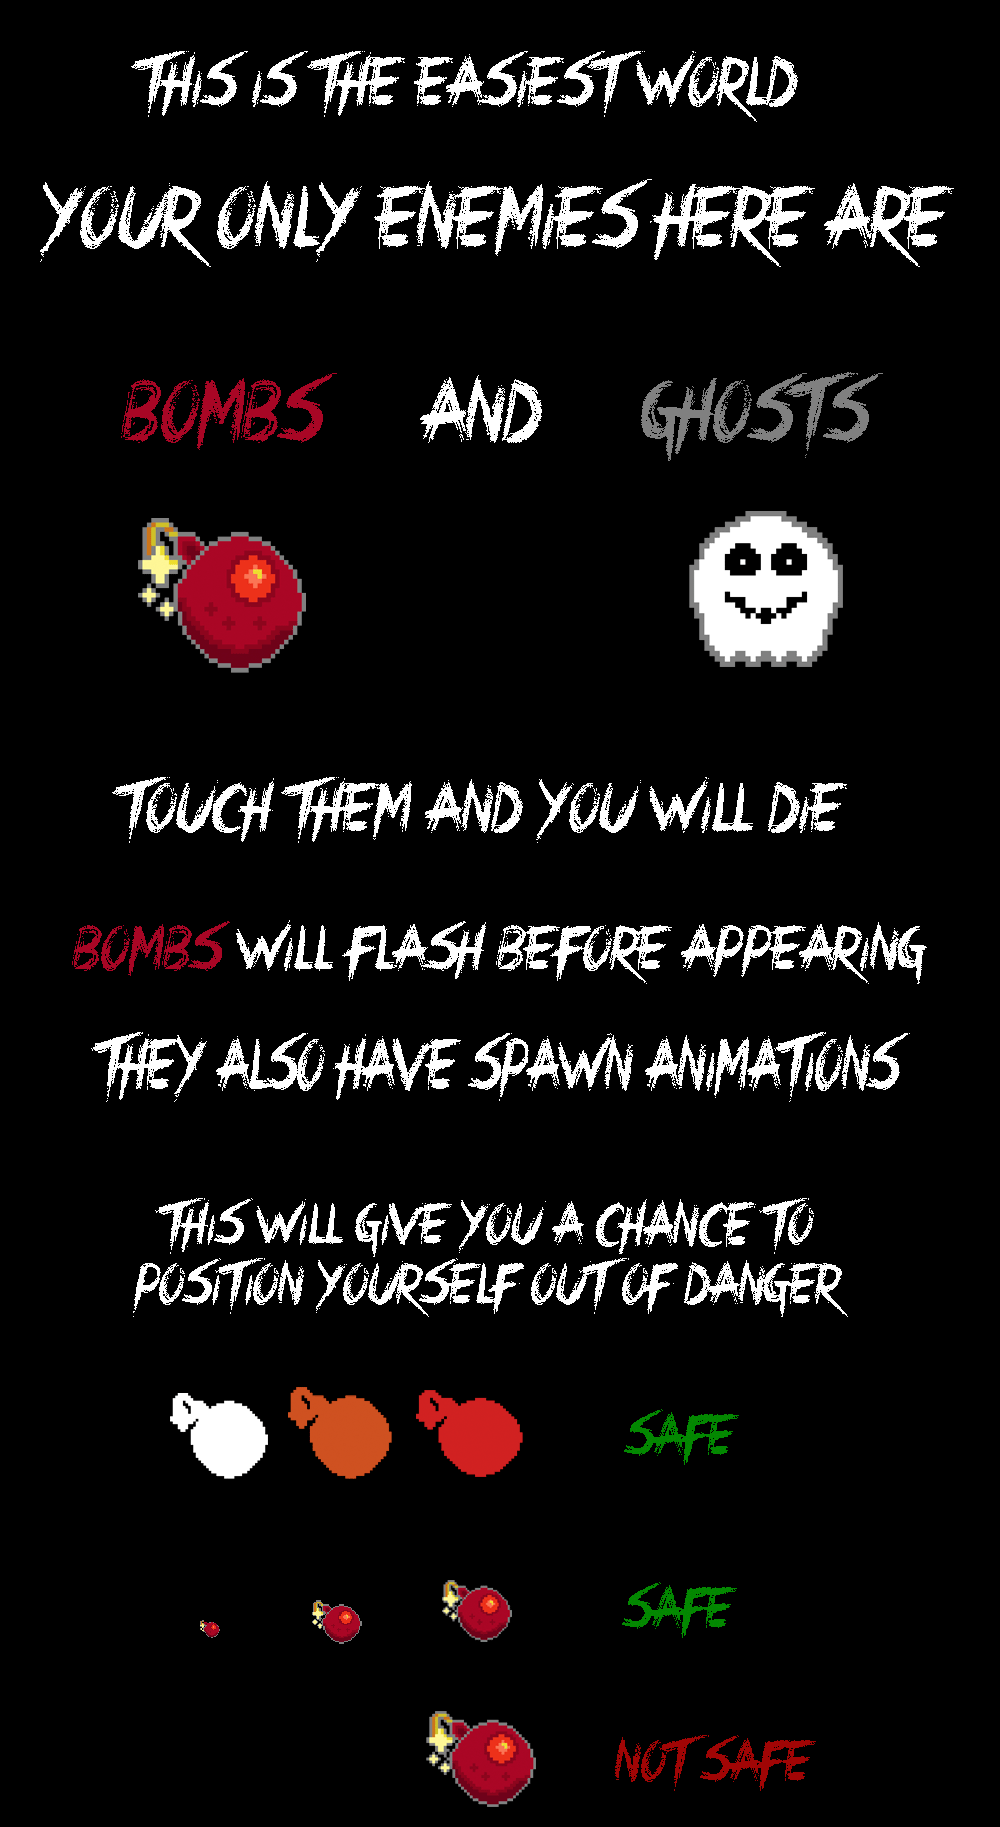 THIS IS THE EASIEST WORLD
YOUR ONLY ENEMIES HERE ARE
BOMBS AND GHOSTS
TOUCH THEM AND YOU WILL DIE
BOMBS WILL FLASH BEFORE APPEARING
THEY ALSO HAVE SPAWN ANIMATIONS
THIS WILL GIVE YOU A CHANCE TO
POSITION YOURSELF OUT OF DANGER
SAFE
SAFE
NOT SAFE